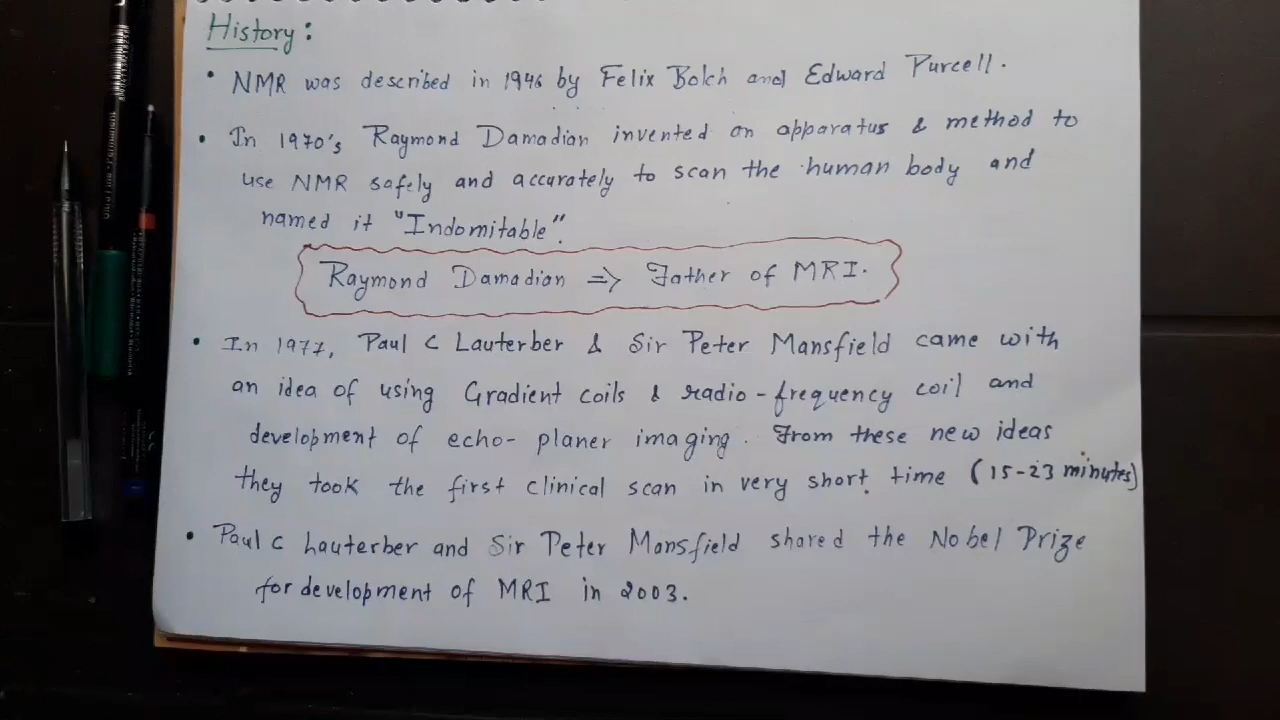 History:
• NMR was described in 1946 by Felix Bolch and Edward Purcell.
• In 1970's Raymond Damadian invented an apparatus & method to
use NMR safely and accurately to scan the human body and
named it "Indomitable".
Raymond Damadian => Father of MRI.
• In 1977, Paul C Lauterber & Sir Peter Mansfield came with
an idea of using Gradient coils & radio-frequency coil and
development of echo-planer imaging. From these new ideas
they took the first clinical scan in very short time (15-23 minutes)
• Paul C Lauterber and Sir Peter Mansfield shared the Nobel Prize
for development of MRI in 2003.